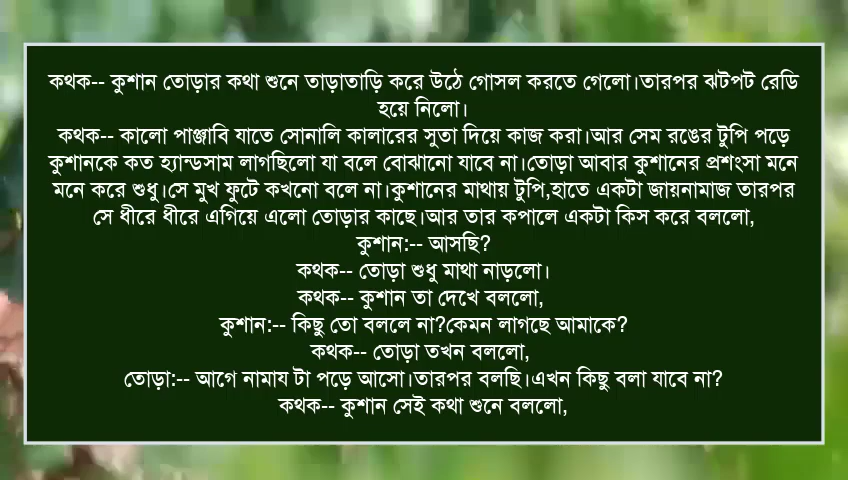 কথক-- কুশান তোড়ার কথা শুনে তাড়াতাড়ি করে উঠে গোসল করতে গেলো।তারপর ঝটপট রেডি
হয়ে নিলো।
কথক-- কালো পাঞ্জাবি যাতে সোনালি কালারের সুতা দিয়ে কাজ করা।আর সেম রঙের টুপি পড়ে
কুশানকে কত হ্যান্ডসাম লাগছিলো যা বলে বোঝানো যাবে না।তোড়া আবার কুশানের প্রশংসা মনে
মনে করে শুধু।সে মুখ ফুটে কখনো বলে না।কুশানের মাথায় টুপি,হাতে একটা জায়নামাজ তারপর
সে ধীরে ধীরে এগিয়ে এলো তোড়ার কাছে।আর তার কপালে একটা কিস করে বললো,
কুশান:-- আসছি?
কথক-- তোড়া শুধু মাথা নাড়লো।
কথক-- কুশান তা দেখে বললো,
কুশান:-- কিছু তো বললে না?কেমন লাগছে আমাকে?
কথক-- তোড়া তখন বললো,
তোড়া:-- আগে নামায টা পড়ে আসো।তারপর বলছি।এখন কিছু বলা যাবে না?
কথক-- কুশান সেই কথা শুনে বললো,